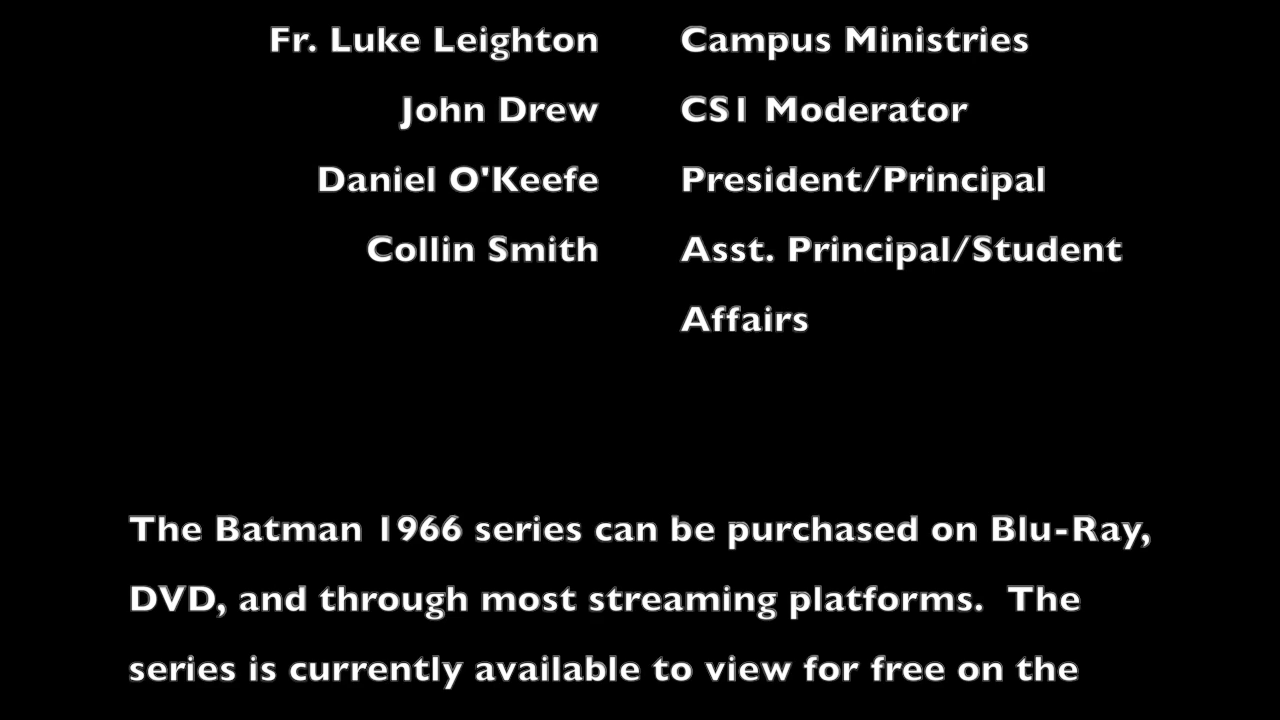 Fr. Luke Leighton Campus Ministries
John Drew CS1 Moderator
Daniel O'Keefe President/Principal
Collin Smith Asst. Principal/Student
Affairs
The Batman 1966 series can be purchased on Blu-Ray,
DVD, and through most streaming platforms.  The
series is currently available to view for free on the